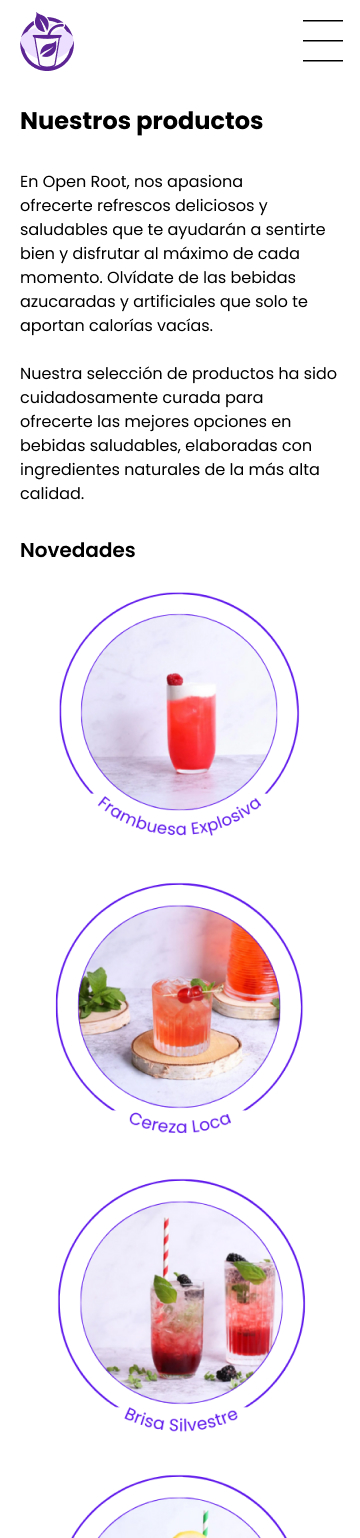 Nuestros productos
En Open Root, nos apasiona
ofrecerte refrescos deliciosos y
saludables que te ayudarán a sentirte
bien y disfrutar al máximo de cada
momento. Olvídate de las bebidas
azucaradas y artificiales que solo te
aportan calorías vacías.
Nuestra selección de productos ha sido
cuidadosamente curada para
ofrecerte las mejores opciones en
bebidas saludables, elaboradas con
ingredientes naturales de la más alta
calidad.
Novedades
Frambuesa Explosiva
Cereza Loca
Brisa Silvestre